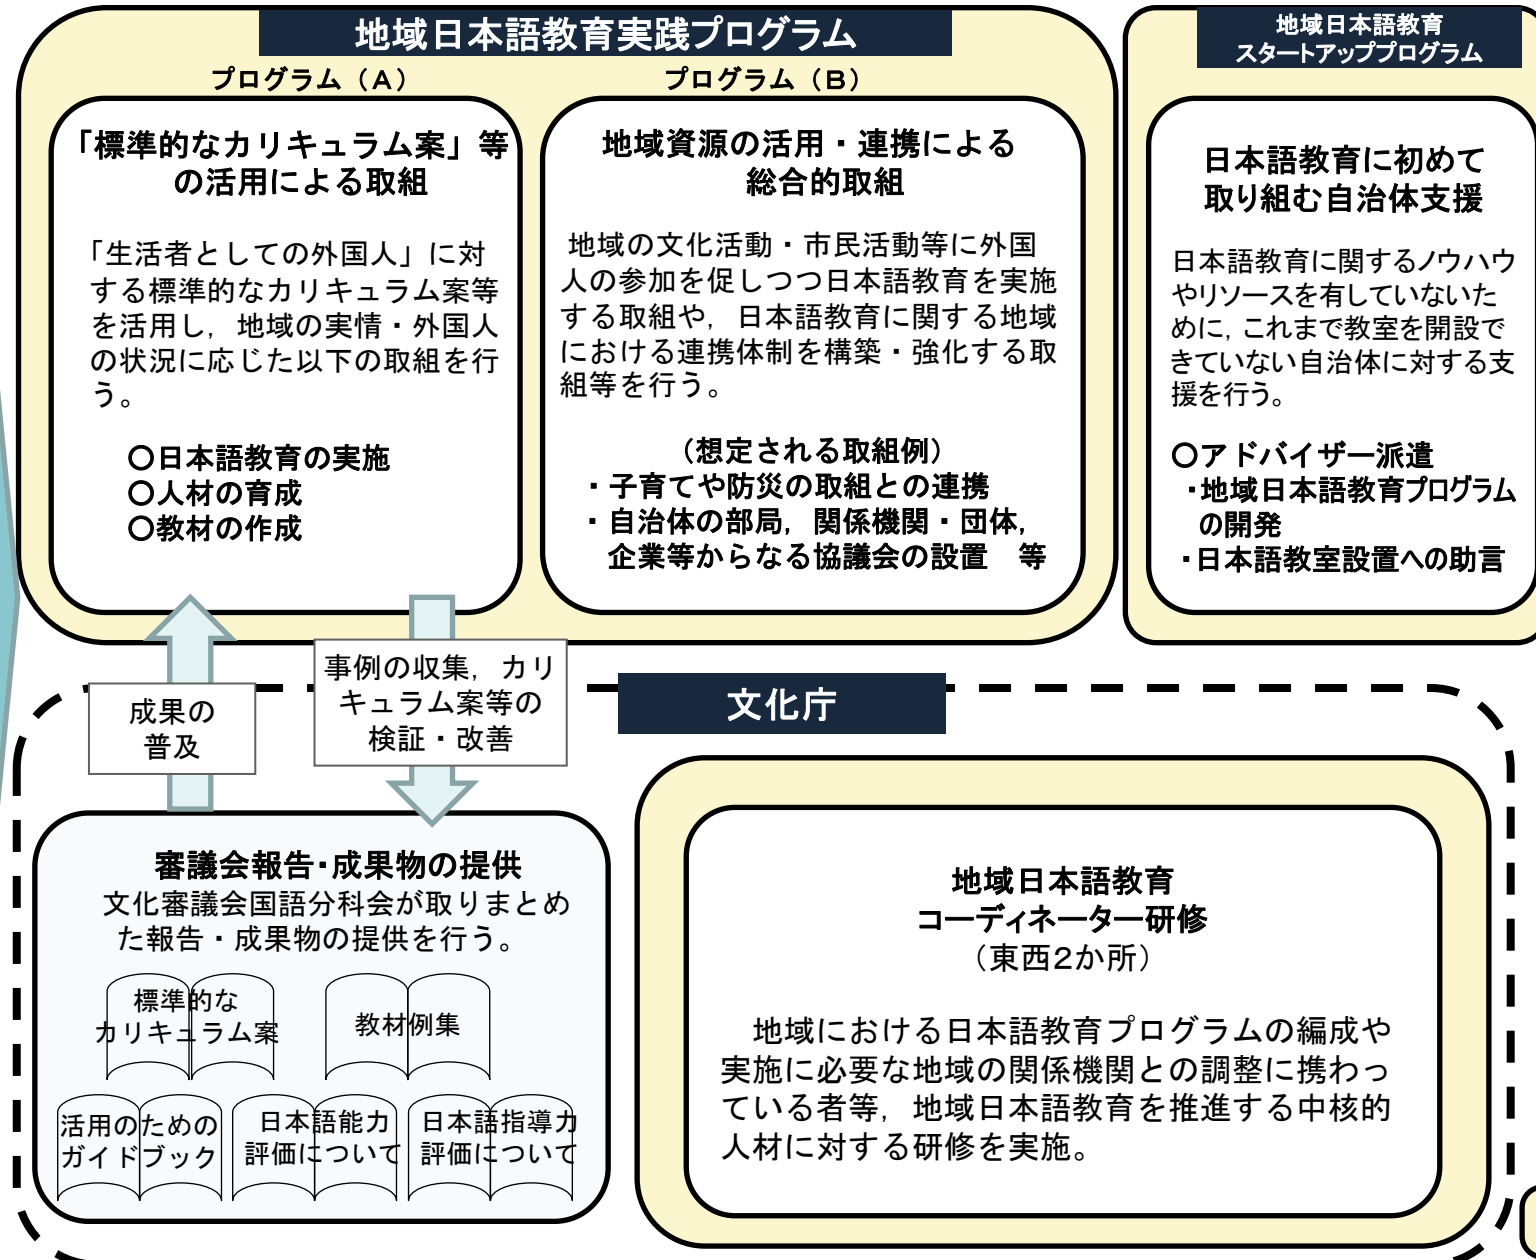 地域日本語教育実践プログラム
プログラム（Ａ）
「標準的なカリキュラム案」等
の活用による取組
「生活者としての外国人」に対
する標準的なカリキュラム案等
を活用し，地域の実情・外国人
の状況に応じた以下の取組を行
う。
○日本語教育の実施
○人材の育成
○教材の作成
プログラム（Ｂ）
地域資源の活用・連携による
総合的取組
地域の文化活動・市民活動等に外国
人の参加を促しつつ日本語教育を実施
する取組や，日本語教育に関する地域
における連携体制を構築・強化する取
組等を行う。
（想定される取組例）
・子育てや防災の取組との連携
・自治体の部局，関係機関・団体，
企業等からなる協議会の設置　等
地域日本語教育
スタートアッププログラム
日本語教育に初めて
取り組む自治体支援
日本語教育に関するノウハウ
やリソースを有していないた
めに，これまで教室を開設で
きていない自治体に対する支
援を行う。
○アドバイザー派遣
・地域日本語教育プログラム
の開発
・日本語教室設置への助言
成果の
普及
事例の収集，カリ
キュラム案等の
検証・改善
文化庁
審議会報告・成果物の提供
文化審議会国語分科会が取りまとめ
た報告・成果物の提供を行う。
標準的な
カリキュラム案
教材例集
活用のための
ガイドブック
日本語能力
評価について
日本語指導力
評価について
地域日本語教育
コーディネーター研修
（東西２か所）
地域における日本語教育プログラムの編成や
実施に必要な地域の関係機関との調整に携わっ
ている者等，地域日本語教育を推進する中核的
人材に対する研修を実施。